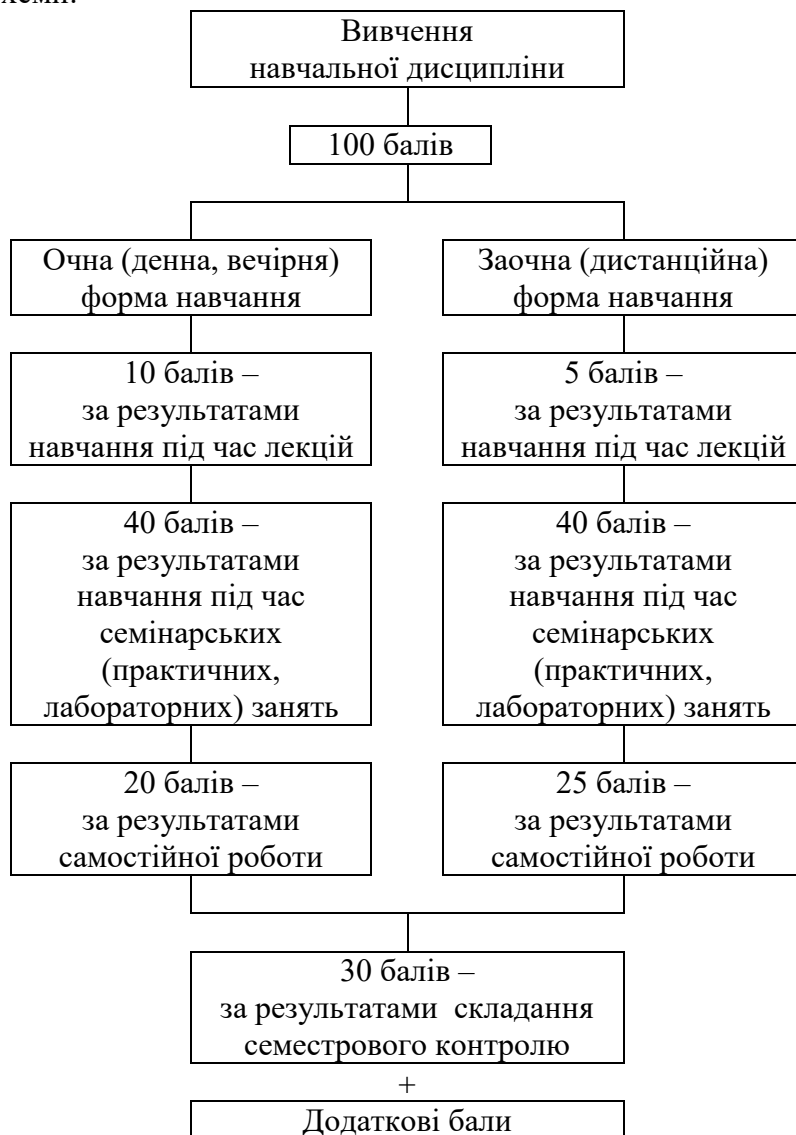 Вивчення
навчальної дисципліни
100 балів
Очна (денна, вечірня)
форма навчання
10 балів –
за результатами
навчання під час лекцій
40 балів –
за результатами
навчання під час
семінарських
(практичних,
лабораторних) занять
20 балів –
за результатами
самостійної роботи
Заочна (дистанційна)
форма навчання
5 балів –
за результатами
навчання під час лекцій
40 балів –
за результатами
навчання під час
семінарських
(практичних,
лабораторних) занять
25 балів –
за результатами
самостійної роботи
30 балів –
за результатами складання
семестрового контролю
+
Додаткові бали